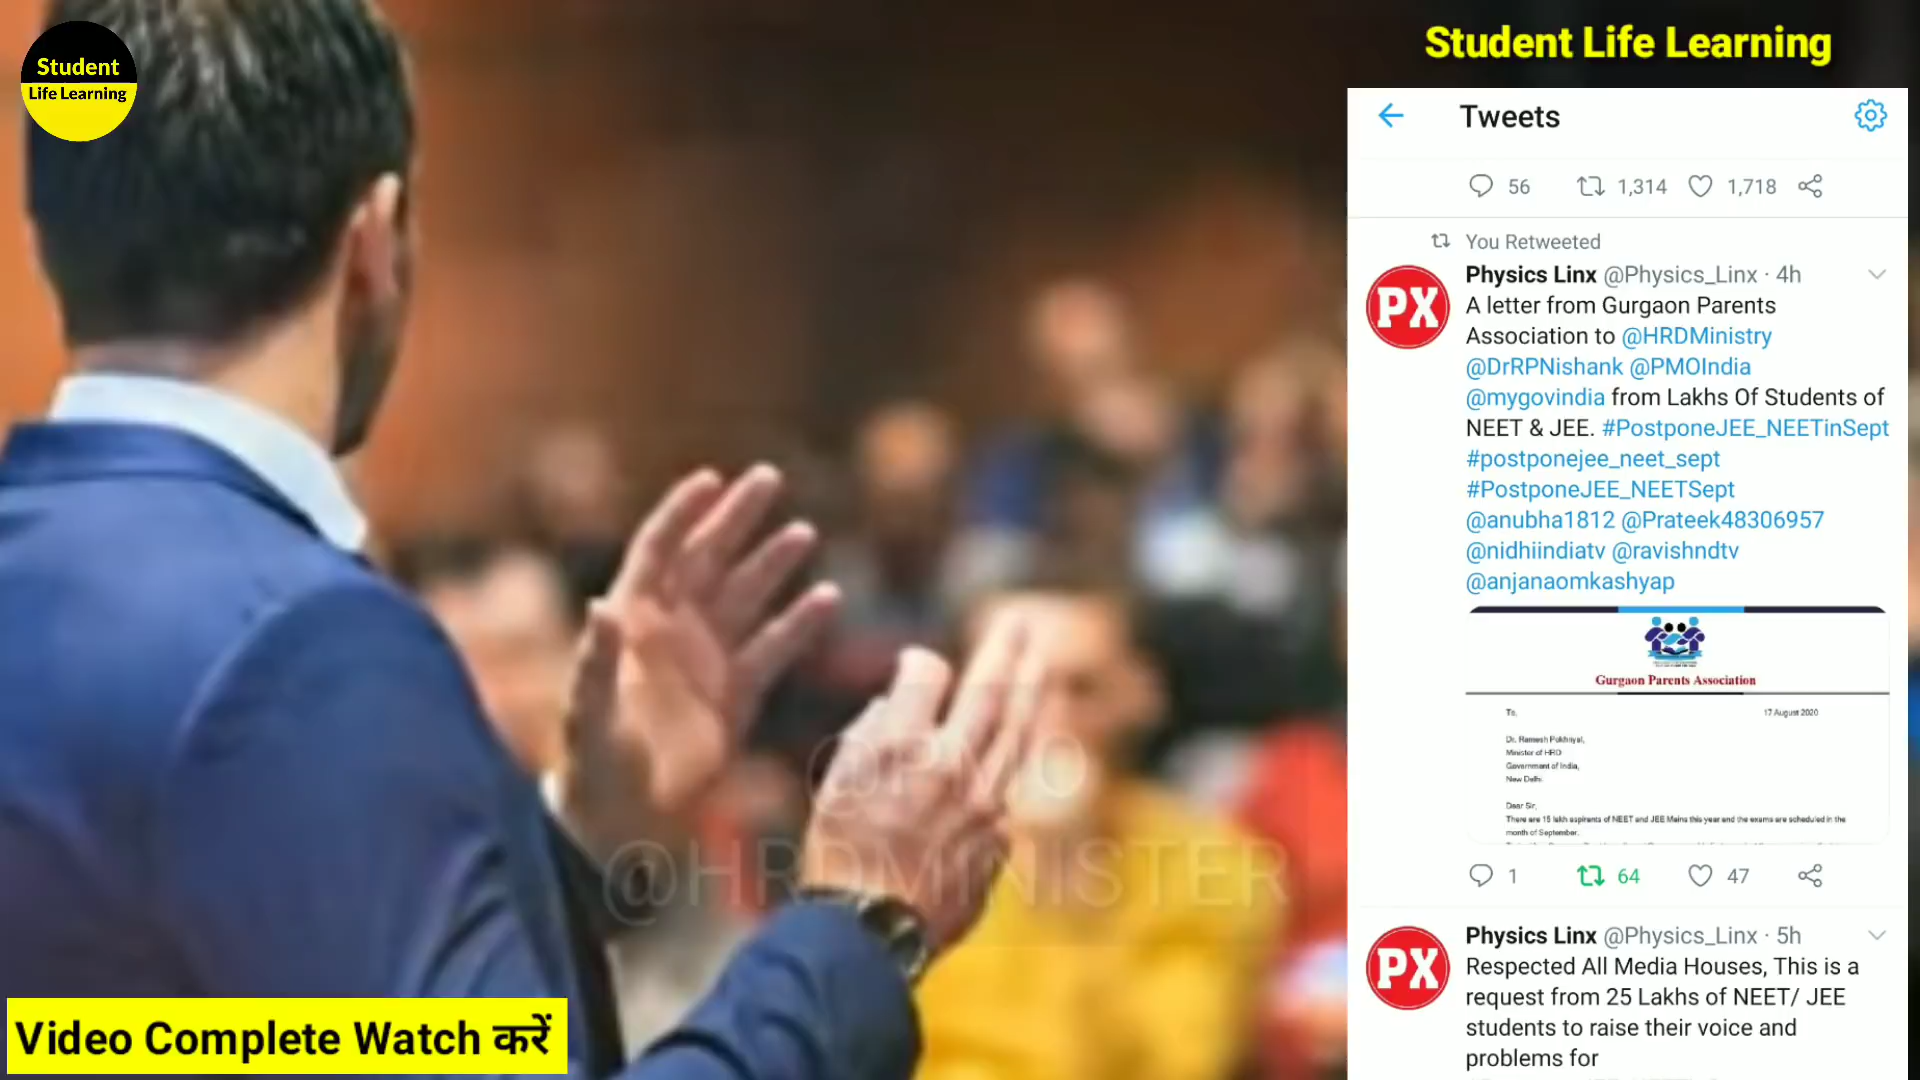 Student
Life Learning
Student Life Learning
Tweets
56 1,314 1,718
You Retweeted
Physics Linx @Physics_Linx · 4h
A letter from Gurgaon Parents
Association to @HRDMinistry
@DrRPNishank @PMOIndia
@mygovindia from Lakhs Of Students of
NEET & JEE. #PostponeJEE_NEETinSept
#postponejee_neet_sept
#PostponeJEE_NEETSept
@anubha1812 @Prateek48306957
@nidhiindiatv @ravishndtv
@anjanaomkashyap
Gurgaon Parents Association
To, 17 August 2020
Dr. Ramesh Pokhriyal,
Minister of HRD
Government of India,
New Delhi.
Dear Sir,
There are 15 lakh aspirants of NEET and JEE Mains this year and the exams are scheduled in the
month of September.
1 64 47
Physics Linx @Physics_Linx · 5h
Respected All Media Houses, This is a
request from 25 Lakhs of NEET/ JEE
students to raise their voice and
problems for
PX
PX
@PMO
@HRDMINISTER
Video Complete Watch करें